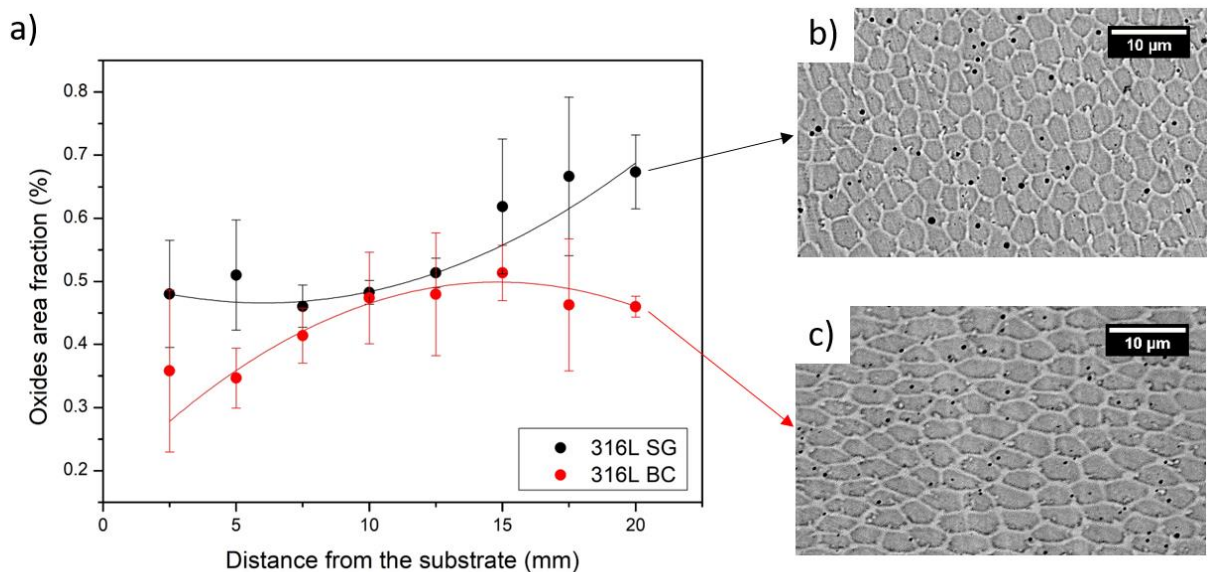 a)
Oxides area fraction (%)
0.8
0.7
0.6
0.5
0.4
0.3
0.2
0
5
10
15
20
Distance from the substrate (mm)
316L SG
316L BC
b)
10 µm
c)
10 µm